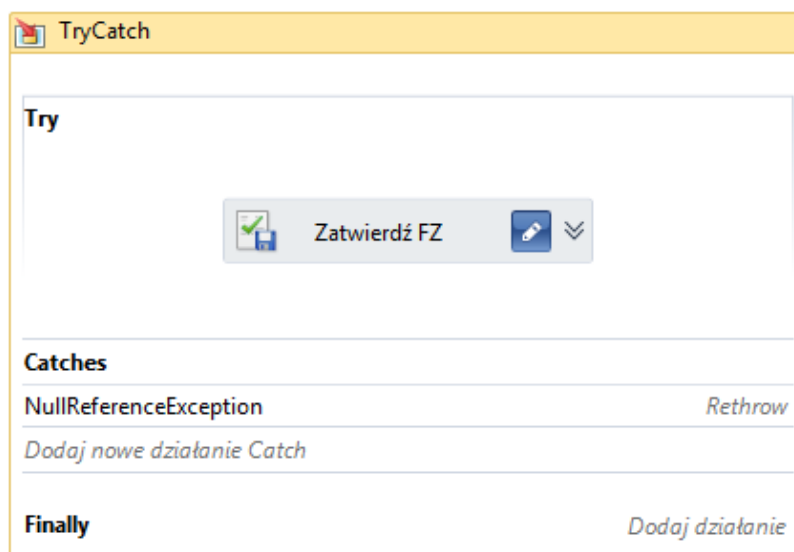 TryCatch
Try
Zatwierdź FZ
Catches
NullReferenceException Rethrow
Dodaj nowe działanie Catch
Finally Dodaj działanie